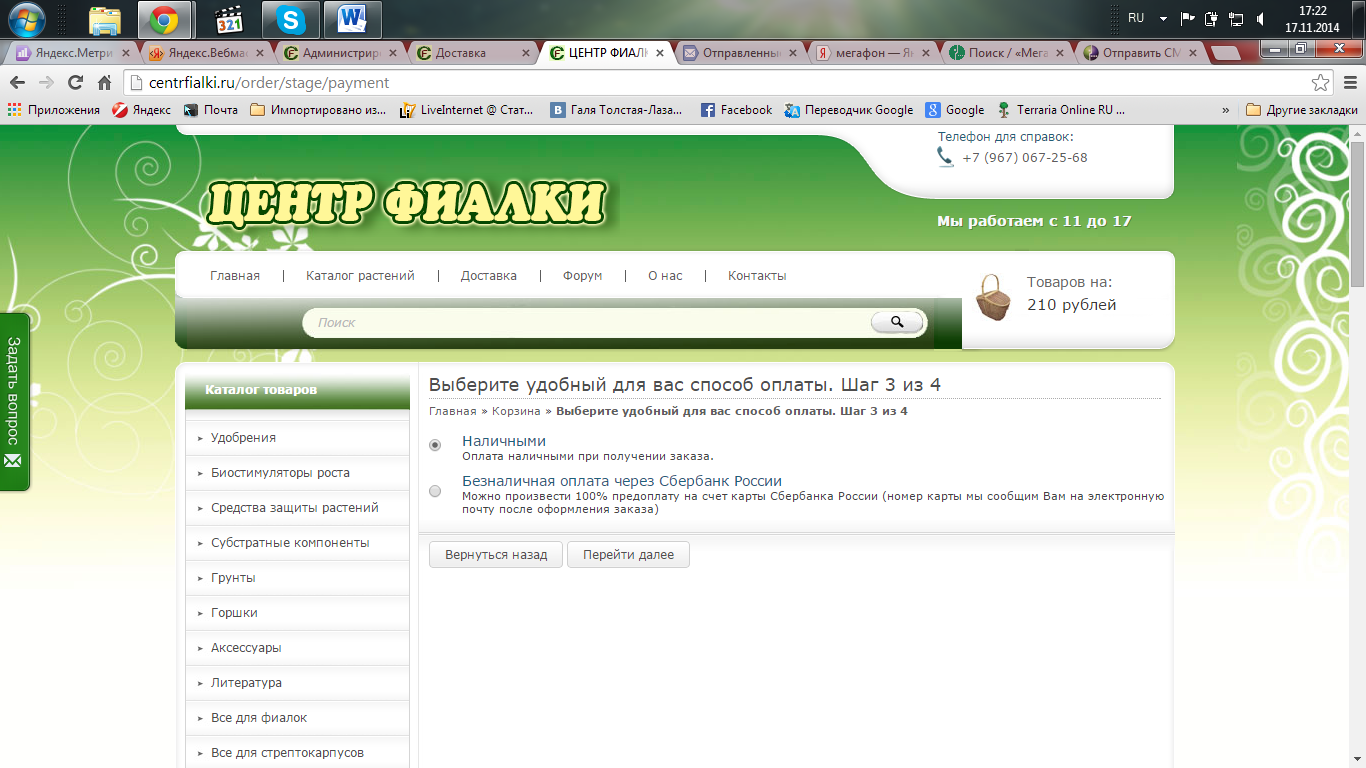 17:22
RU
17.11.2014
Яндекс.Метри
Яндекс.Вебмас
Администрир
Доставка
ЦЕНТР ФИАЛК
Отправленны
мегафон — Ян
Поиск / «Мега
Отправить СМ
centrfialki.ru/order/stage/payment
Приложения
Яндекс
Почта
Импортировано из...
LiveInternet @ Стат...
Галя Толстая-Лаза...
Facebook
Переводчик Google
Google
Terraria Online RU ...
»
Другие закладки
Телефон для справок:
+7 (967) 067-25-68
ЦЕНТР ФИАЛКИ
Мы работаем с 11 до 17
Главная | Каталог растений | Доставка | Форум | О нас | Контакты
Товаров на:
210 рублей
Поиск
Задать вопрос
Каталог товаров
Удобрения
Биостимуляторы роста
Средства защиты растений
Субстратные компоненты
Грунты
Горшки
Аксессуары
Литература
Все для фиалок
Все для стрептокарпусов
Выберите удобный для вас способ оплаты. Шаг 3 из 4
Главная » Корзина » Выберите удобный для вас способ оплаты. Шаг 3 из 4
Наличными
Оплата наличными при получении заказа.
Безналичная оплата через Сбербанк России
Можно произвести 100% предоплату на счет карты Сбербанка России (номер карты мы сообщим Вам на электронную
почту после оформления заказа)
Вернуться назад
Перейти далее